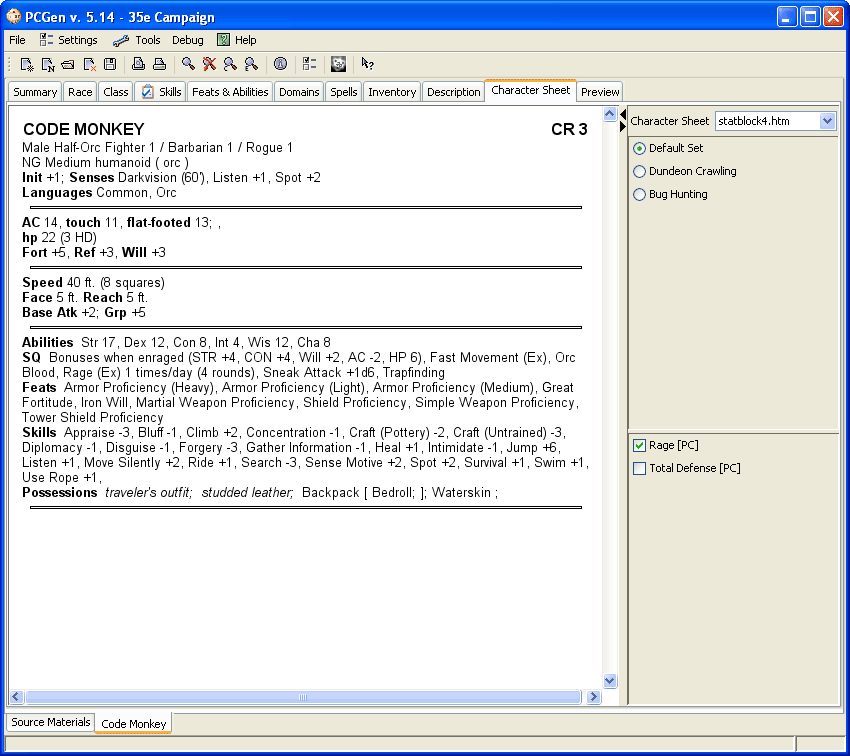 PCGen v. 5.14 - 35e Campaign
File Settings Tools Debug Help
Summary Race Class Skills Feats & Abilities Domains Spells Inventory Description Character Sheet Preview
CODE MONKEY CR 3
Male Half-Orc Fighter 1 / Barbarian 1 / Rogue 1
NG Medium humanoid ( orc )
Init +1; Senses Darkvision (60'), Listen +1, Spot +2
Languages Common, Orc
AC 14, touch 11, flat-footed 13; ,
hp 22 (3 HD)
Fort +5, Ref +3, Will +3
Speed 40 ft. (8 squares)
Face 5 ft. Reach 5 ft.
Base Atk +2; Grp +5
Abilities Str 17, Dex 12, Con 8, Int 4, Wis 12, Cha 8
SQ Bonuses when enraged (STR +4, CON +4, Will +2, AC -2, HP 6), Fast Movement (Ex), Orc
Blood, Rage (Ex) 1 times/day (4 rounds), Sneak Attack +1d6, Trapfinding
Feats Armor Proficiency (Heavy), Armor Proficiency (Light), Armor Proficiency (Medium), Great
Fortitude, Iron Will, Martial Weapon Proficiency, Shield Proficiency, Simple Weapon Proficiency,
Tower Shield Proficiency
Skills Appraise -3, Bluff -1, Climb +2, Concentration -1, Craft (Pottery) -2, Craft (Untrained) -3,
Diplomacy -1, Disguise -1, Forgery -3, Gather Information -1, Heal +1, Intimidate -1, Jump +6,
Listen +1, Move Silently +2, Ride +1, Search -3, Sense Motive +2, Spot +2, Survival +1, Swim +1,
Use Rope +1,
Possessions traveler's outfit; studded leather; Backpack [ Bedroll; ]; Waterskin ;
Character Sheet statblock4.htm
Default Set
Dundeon Crawling
Bug Hunting
Rage [PC]
Total Defense [PC]
Source Materials Code Monkey